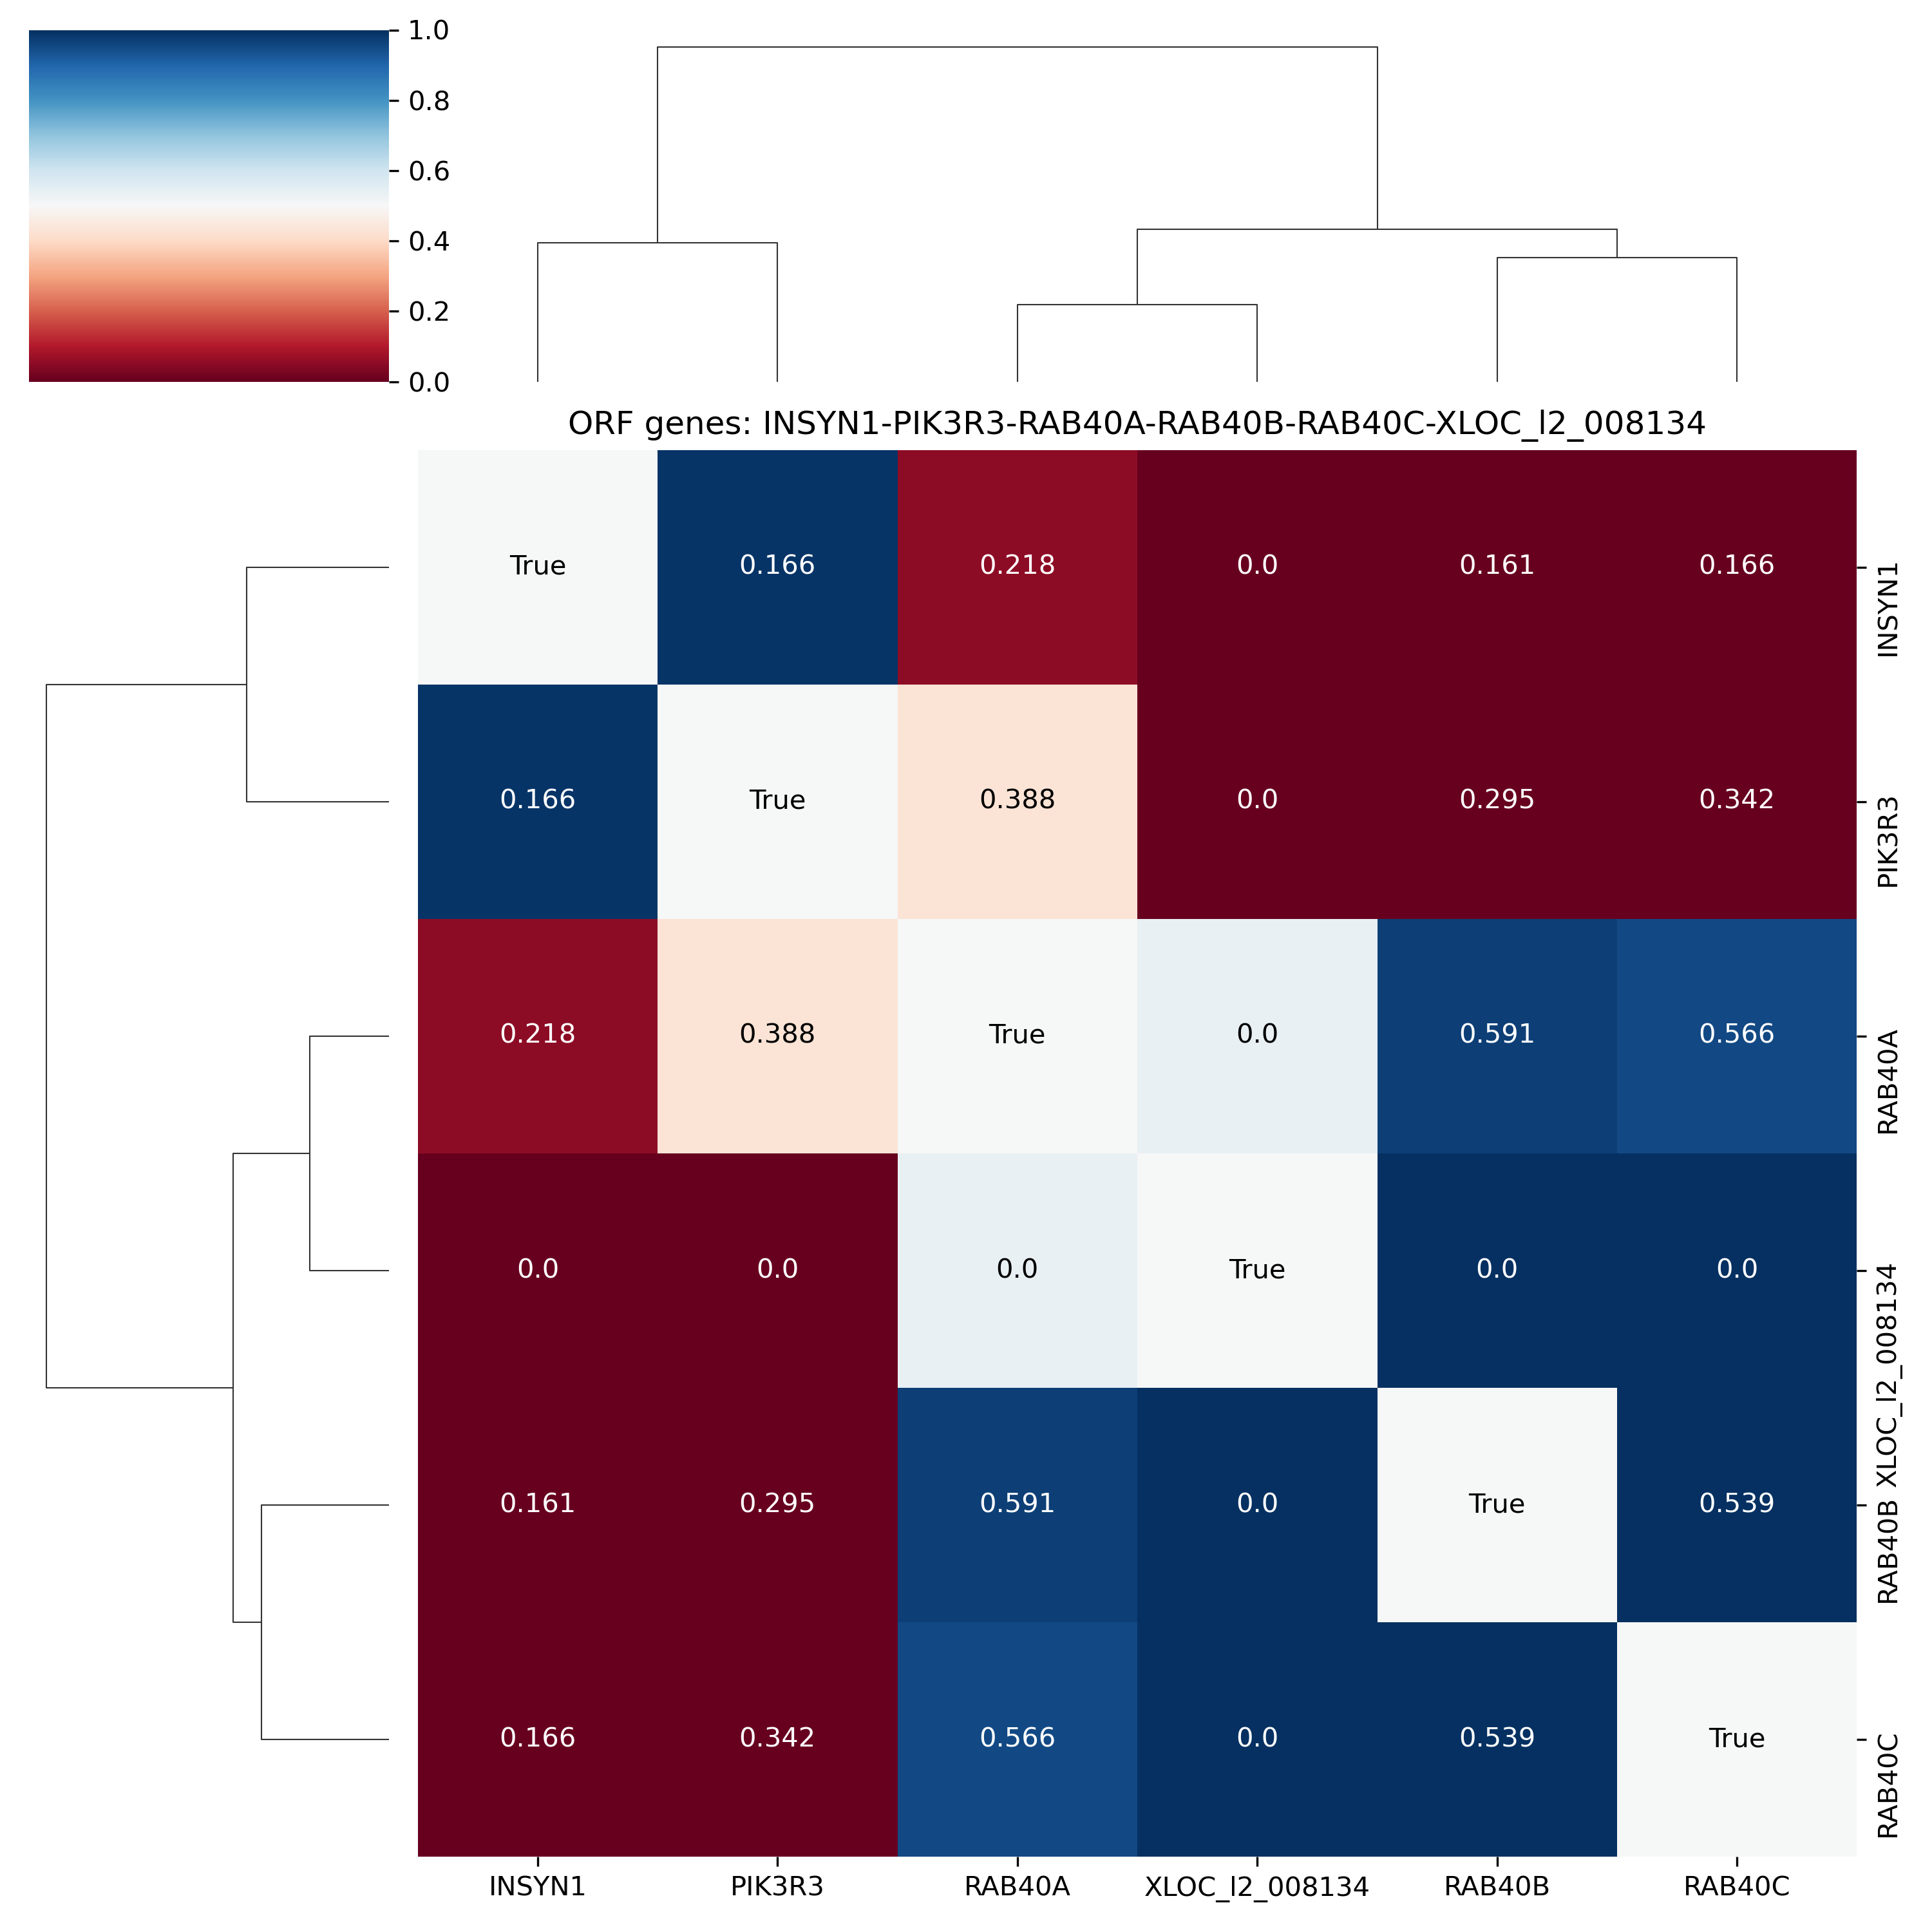 1.0
0.8
0.6
0.4
0.2
0.0
ORF genes: INSYN1-PIK3R3-RAB40A-RAB40B-RAB40C-XLOC_l2_008134
True 0.166 0.218 0.0 0.161 0.166
INSYN1
0.166 True 0.388 0.0 0.295 0.342
PIK3R3
0.218 0.388 True 0.0 0.591 0.566
RAB40A
0.0 0.0 0.0 True 0.0 0.0
XLOC_l2_008134
0.161 0.295 0.591 0.0 True 0.539
RAB40B
0.166 0.342 0.566 0.0 0.539 True
RAB40C
INSYN1 PIK3R3 RAB40A XLOC_l2_008134 RAB40B RAB40C